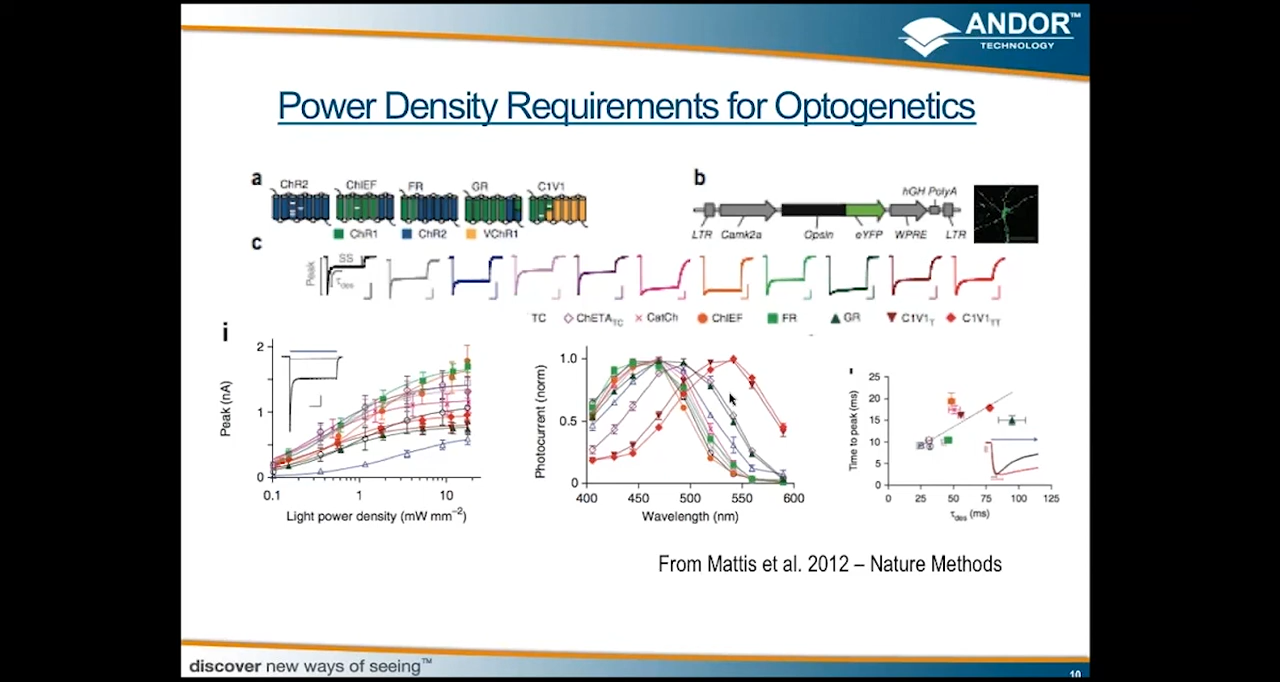 ANDOR™
TECHNOLOGY
Power Density Requirements for Optogenetics
a
ChR2 ChIEF FR GR C1V1
ChR1 ChR2 VChR1
b
hGH PolyA
LTR Camk2a Opsin eYFP WPRE LTR
c
Peak SS τdes
TC ChETATC CatCh ChIEF FR GR C1V1T C1V1TT
i
Peak (nA)
2
1
0
0.1 1 10
Light power density (mW mm−2)
Photocurrent (norm)
1.0
0.5
0
400 450 500 550 600
Wavelength (nm)
Time to peak (ms)
25
20
15
10
5
0
0 25 50 75 100 125
τdes (ms)
From Mattis et al. 2012 – Nature Methods
discover new ways of seeing™
10